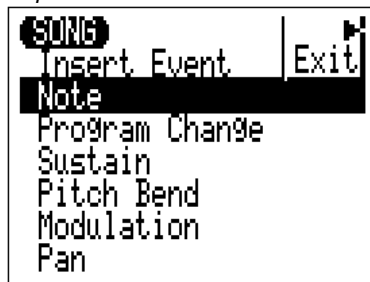 SONG
Insert Event
Exit
Note
Program Change
Sustain
Pitch Bend
Modulation
Pan